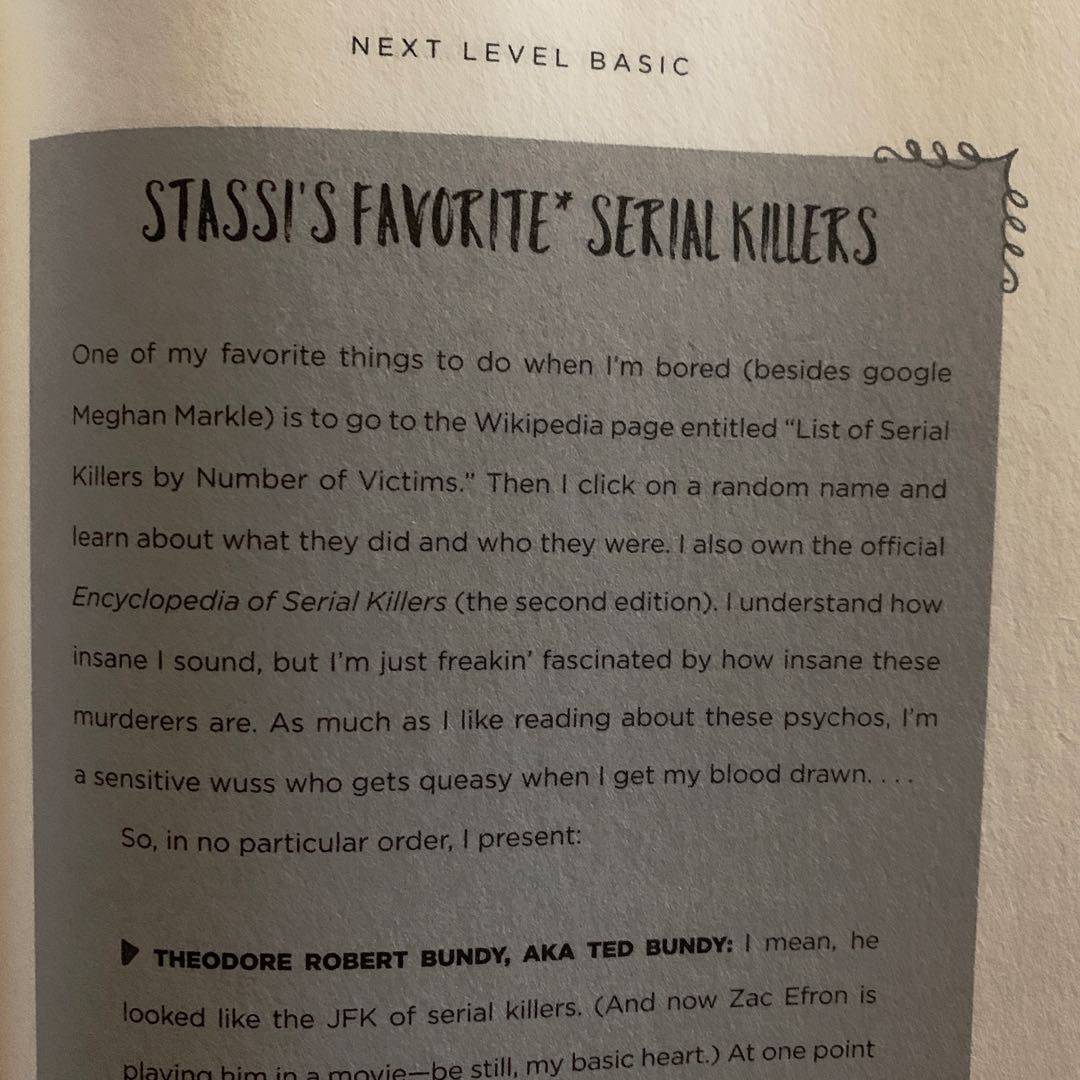 NEXT LEVEL BASIC
STASSI'S FAVORITE* SERIAL KILLERS
One of my favorite things to do when I'm bored (besides google
Meghan Markle) is to go to the Wikipedia page entitled “List of Serial
Killers by Number of Victims.” Then I click on a random name and
learn about what they did and who they were. I also own the official
Encyclopedia of Serial Killers (the second edition). I understand how
insane I sound, but I'm just freakin' fascinated by how insane these
murderers are. As much as I like reading about these psychos, I'm
a sensitive wuss who gets queasy when I get my blood drawn. . . .
So, in no particular order, I present:
THEODORE ROBERT BUNDY, AKA TED BUNDY: I mean, he
looked like the JFK of serial killers. (And now Zac Efron is
playing him in a movie—be still, my basic heart.) At one point